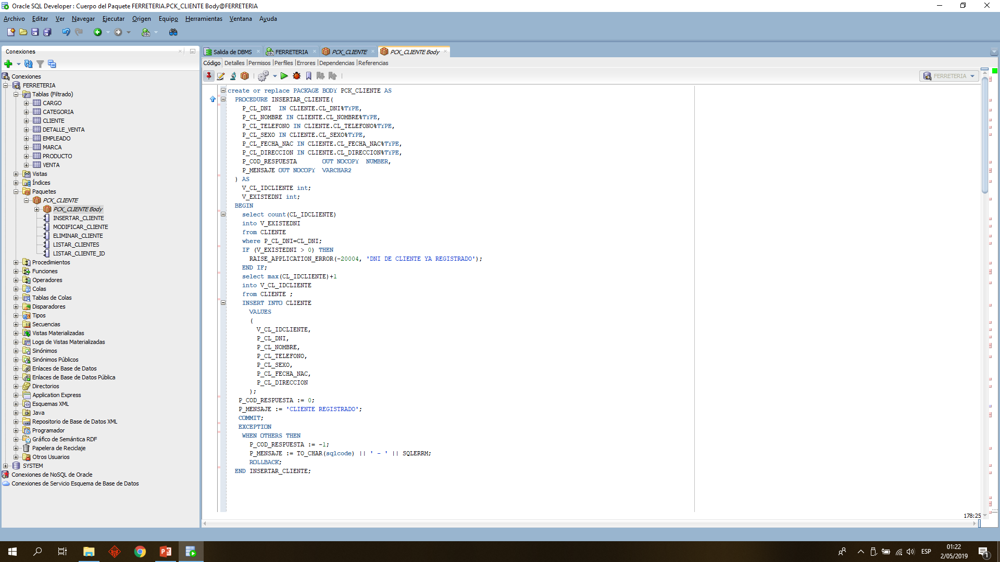 Oracle SQL Developer : Cuerpo del Paquete FERRETERIA.PCK_CLIENTE Body@FERRETERIA
Archivo Editar Ver Navegar Ejecutar Origen Equipo Herramientas Ventana Ayuda
Conexiones
Conexiones
FERRETERIA
Tablas (Filtrado)
CARGO
CATEGORIA
CLIENTE
DETALLE_VENTA
EMPLEADO
MARCA
PRODUCTO
VENTA
Vistas
Índices
Paquetes
PCK_CLIENTE
PCK_CLIENTE Body
INSERTAR_CLIENTE
MODIFICAR_CLIENTE
ELIMINAR_CLIENTE
LISTAR_CLIENTES
LISTAR_CLIENTE_ID
Procedimientos
Funciones
Operadores
Colas
Tablas de Colas
Disparadores
Tipos
Secuencias
Vistas Materializadas
Logs de Vistas Materializadas
Sinónimos
Sinónimos Públicos
Enlaces de Base de Datos
Enlaces de Base de Datos Pública
Directorios
Application Express
Esquemas XML
Java
Repositorio de Base de Datos XML
Programador
Gráfico de Semántica RDF
Papelera de Reciclaje
Otros Usuarios
SYSTEM
Conexiones de NoSQL de Oracle
Conexiones de Servicio Esquema de Base de Datos
Salida de DBMS FERRETERIA PCK_CLIENTE PCK_CLIENTE Body
Código Detalles | Permisos | Perfiles | Errores | Dependencias | Referencias
FERRETERIA
create or replace PACKAGE BODY PCK_CLIENTE AS
PROCEDURE INSERTAR_CLIENTE(
P_CL_DNI  IN CLIENTE.CL_DNI%TYPE,
P_CL_NOMBRE IN CLIENTE.CL_NOMBRE%TYPE,
P_CL_TELEFONO IN CLIENTE.CL_TELEFONO%TYPE,
P_CL_SEXO IN CLIENTE.CL_SEXO%TYPE,
P_CL_FECHA_NAC IN CLIENTE.CL_FECHA_NAC%TYPE,
P_CL_DIRECCION IN CLIENTE.CL_DIRECCION%TYPE,
P_COD_RESPUESTA       OUT NOCOPY  NUMBER,
P_MENSAJE OUT NOCOPY  VARCHAR2
) AS
V_CL_IDCLIENTE int;
V_EXISTEDNI int;
BEGIN
select count(CL_IDCLIENTE)
into V_EXISTEDNI
from CLIENTE
where P_CL_DNI=CL_DNI;
IF (V_EXISTEDNI > 0) THEN
RAISE_APPLICATION_ERROR(-20004, 'DNI DE CLIENTE YA REGISTRADO');
END IF;
select max(CL_IDCLIENTE)+1
into V_CL_IDCLIENTE
from CLIENTE ;
INSERT INTO CLIENTE
VALUES
(
V_CL_IDCLIENTE,
P_CL_DNI,
P_CL_NOMBRE,
P_CL_TELEFONO,
P_CL_SEXO,
P_CL_FECHA_NAC,
P_CL_DIRECCION
);
P_COD_RESPUESTA := 0;
P_MENSAJE := 'CLIENTE REGISTRADO';
COMMIT;
EXCEPTION
WHEN OTHERS THEN
P_COD_RESPUESTA := -1;
P_MENSAJE := TO_CHAR(sqlcode) || ' - ' || SQLERRM;
ROLLBACK;
END INSERTAR_CLIENTE;
178:25
ESP
01:22
2/05/2019
1